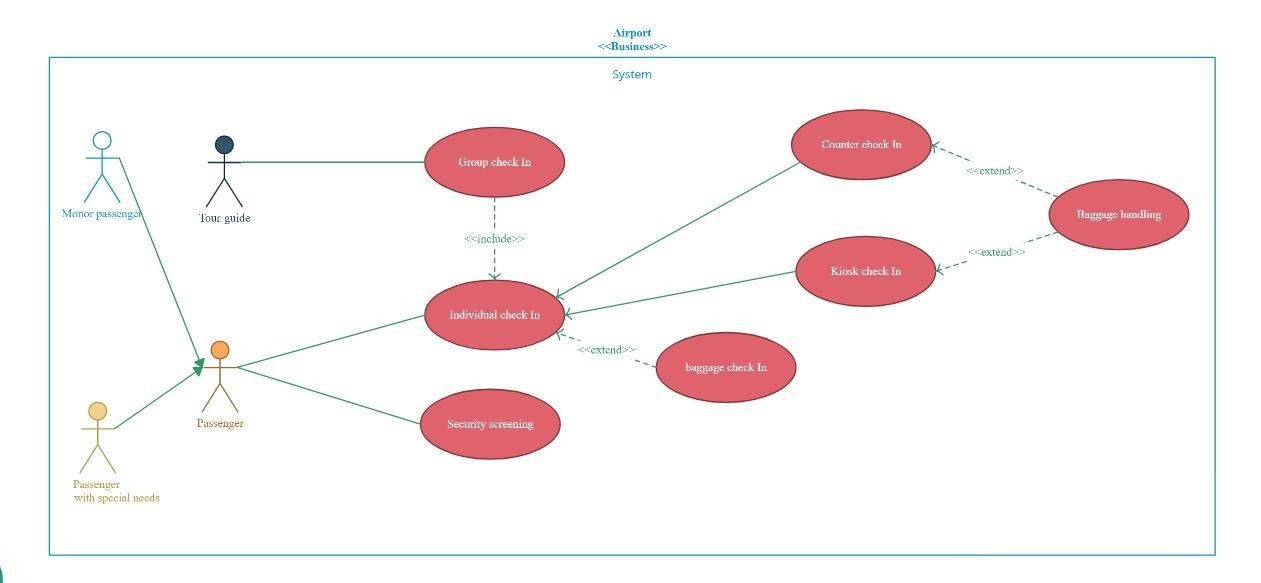 Airport
<<Business>>
System
Monor passenger
Tour guide
Group check In
Counter check In
<<extend>>
Baggage handling
<<include>>
<<extend>>
Kiosk check In
Individual check In
<<extend>>
baggage check In
Passenger
Security screening
Passenger
with special needs